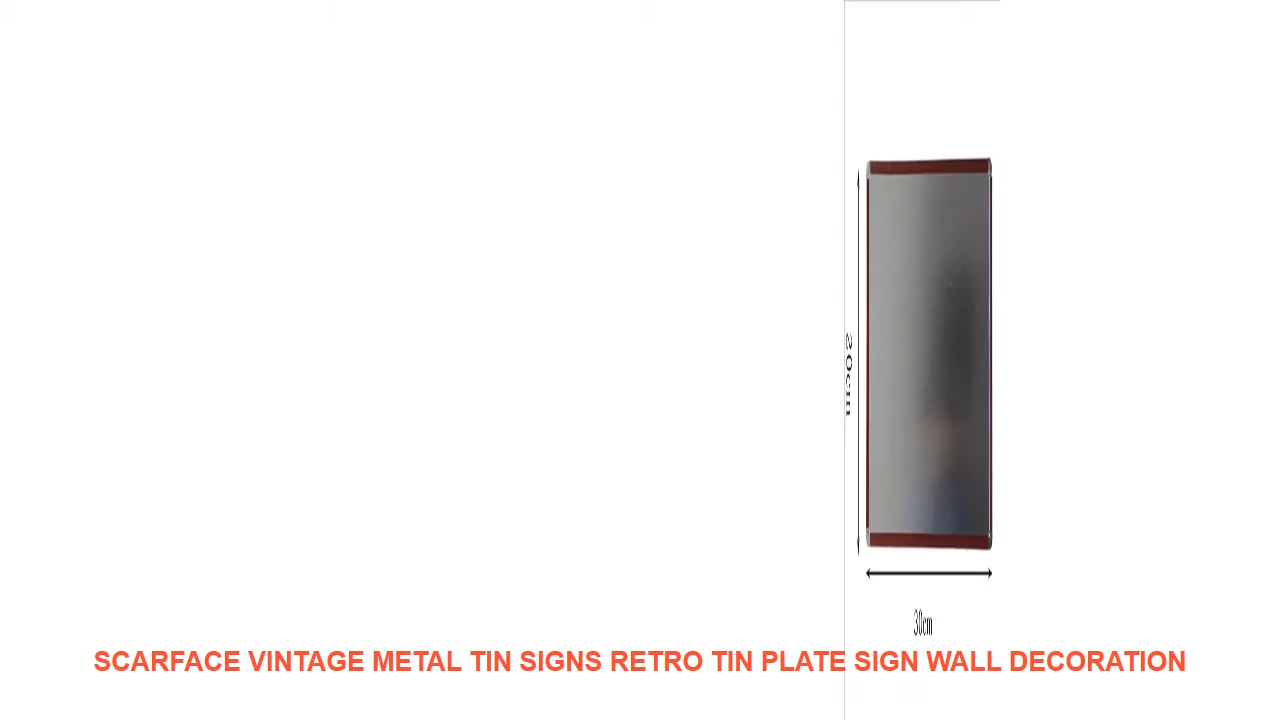 20cm
30cm
SCARFACE VINTAGE METAL TIN SIGNS RETRO TIN PLATE SIGN WALL DECORATION